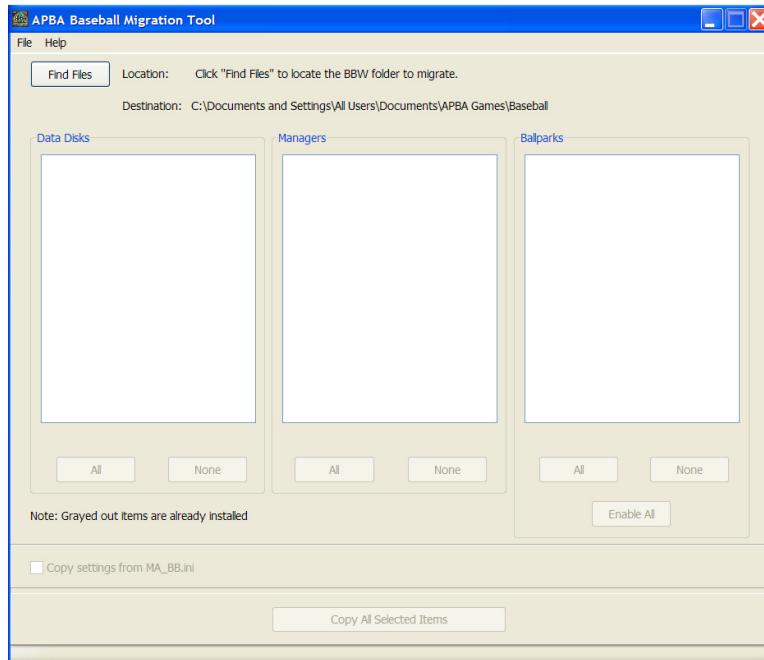 APBA Baseball Migration Tool
File Help
Find Files Location: Click "Find Files" to locate the BBW folder to migrate.
Destination: C:\Documents and Settings\All Users\Documents\APBA Games\Baseball
Data Disks Managers Ballparks
All None All None All None
Note: Grayed out items are already installed
Enable All
Copy settings from MA_BB.ini
Copy All Selected Items